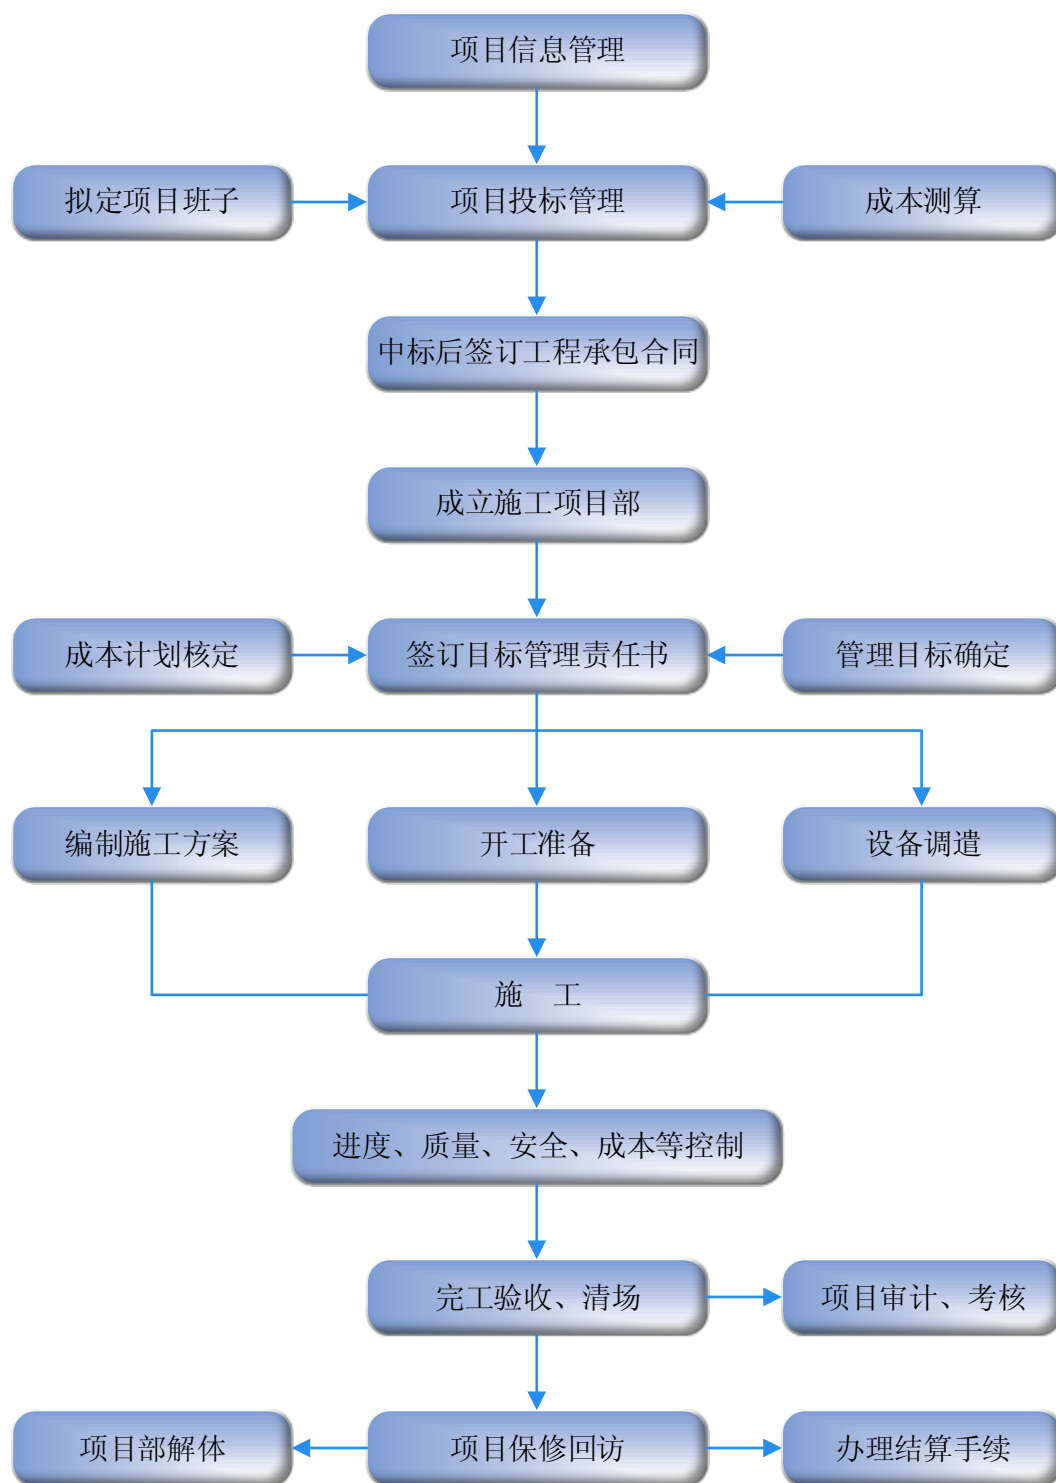 项目信息管理
拟定项目班子
项目投标管理
成本测算
中标后签订工程承包合同
成立施工项目部
成本计划核定
签订目标管理责任书
管理目标确定
编制施工方案
开工准备
设备调遣
施　工
进度、质量、安全、成本等控制
完工验收、清场
项目审计、考核
项目部解体
项目保修回访
办理结算手续